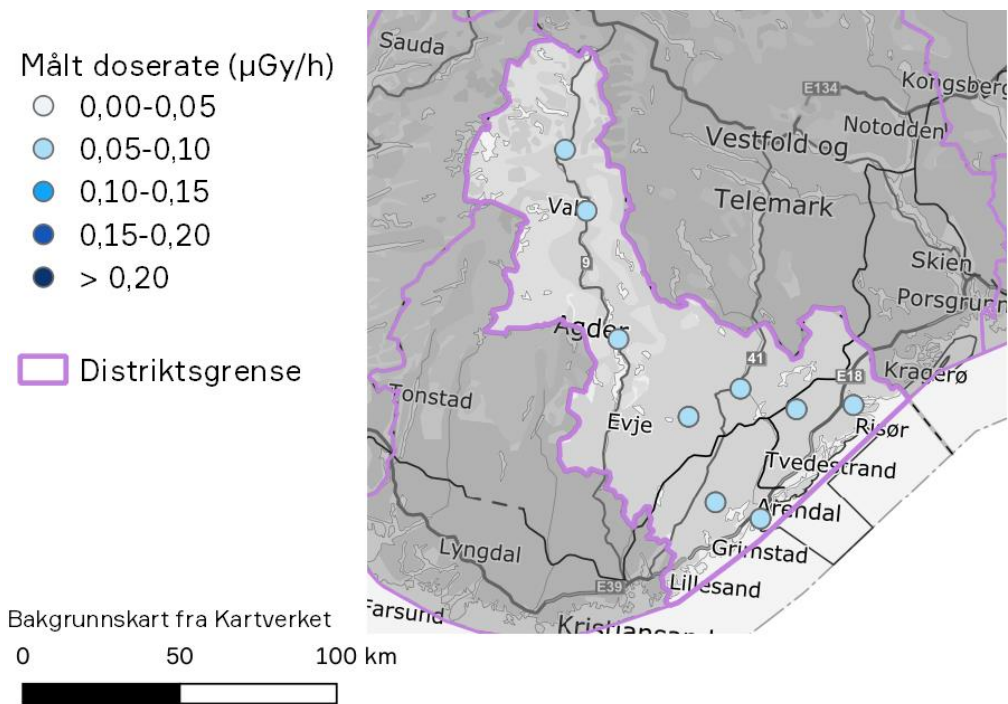 Målt doserate (µGy/h)
0,00-0,05
0,05-0,10
0,10-0,15
0,15-0,20
> 0,20
Distriktsgrense
Bakgrunnskart fra Kartverket
0 50 100 km
Sauda
Kongsberg
E134
Notodden
Vestfold og
Telemark
Val
Skien
9
Porsgrunn
Agder
41
Kragerø
E18
Tonstad
Evje
Risør
Tvedestrand
Arendal
Lyngdal
Grimstad
E39
Lillesand
Farsund
Kristiansand